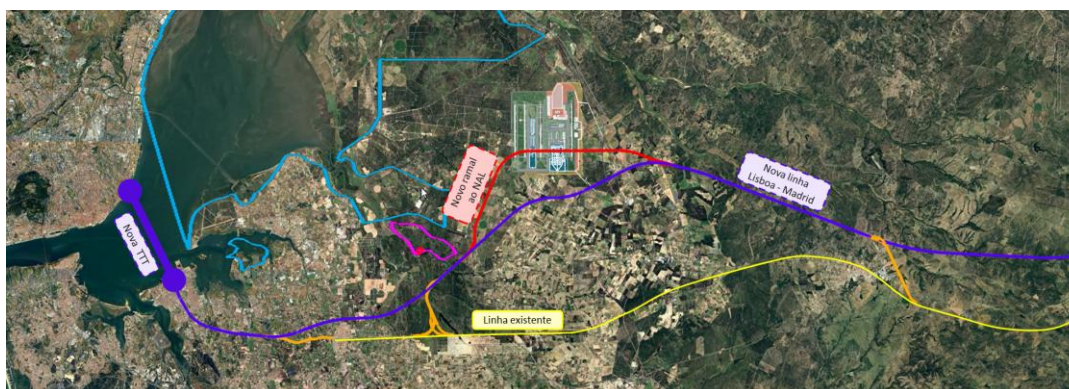 Novo ramal
ao NAL
Nova linha
Lisboa - Madrid
Nova TTT
Linha existente